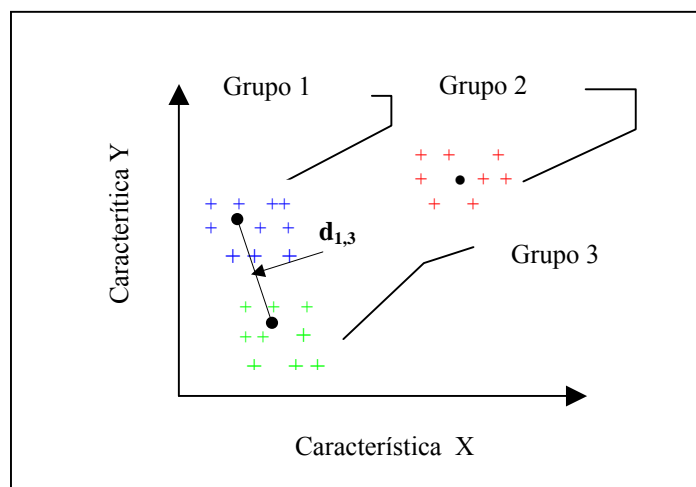 Grupo 1
Grupo 2
Caracterítica Y
d1,3
Grupo 3
Característica X